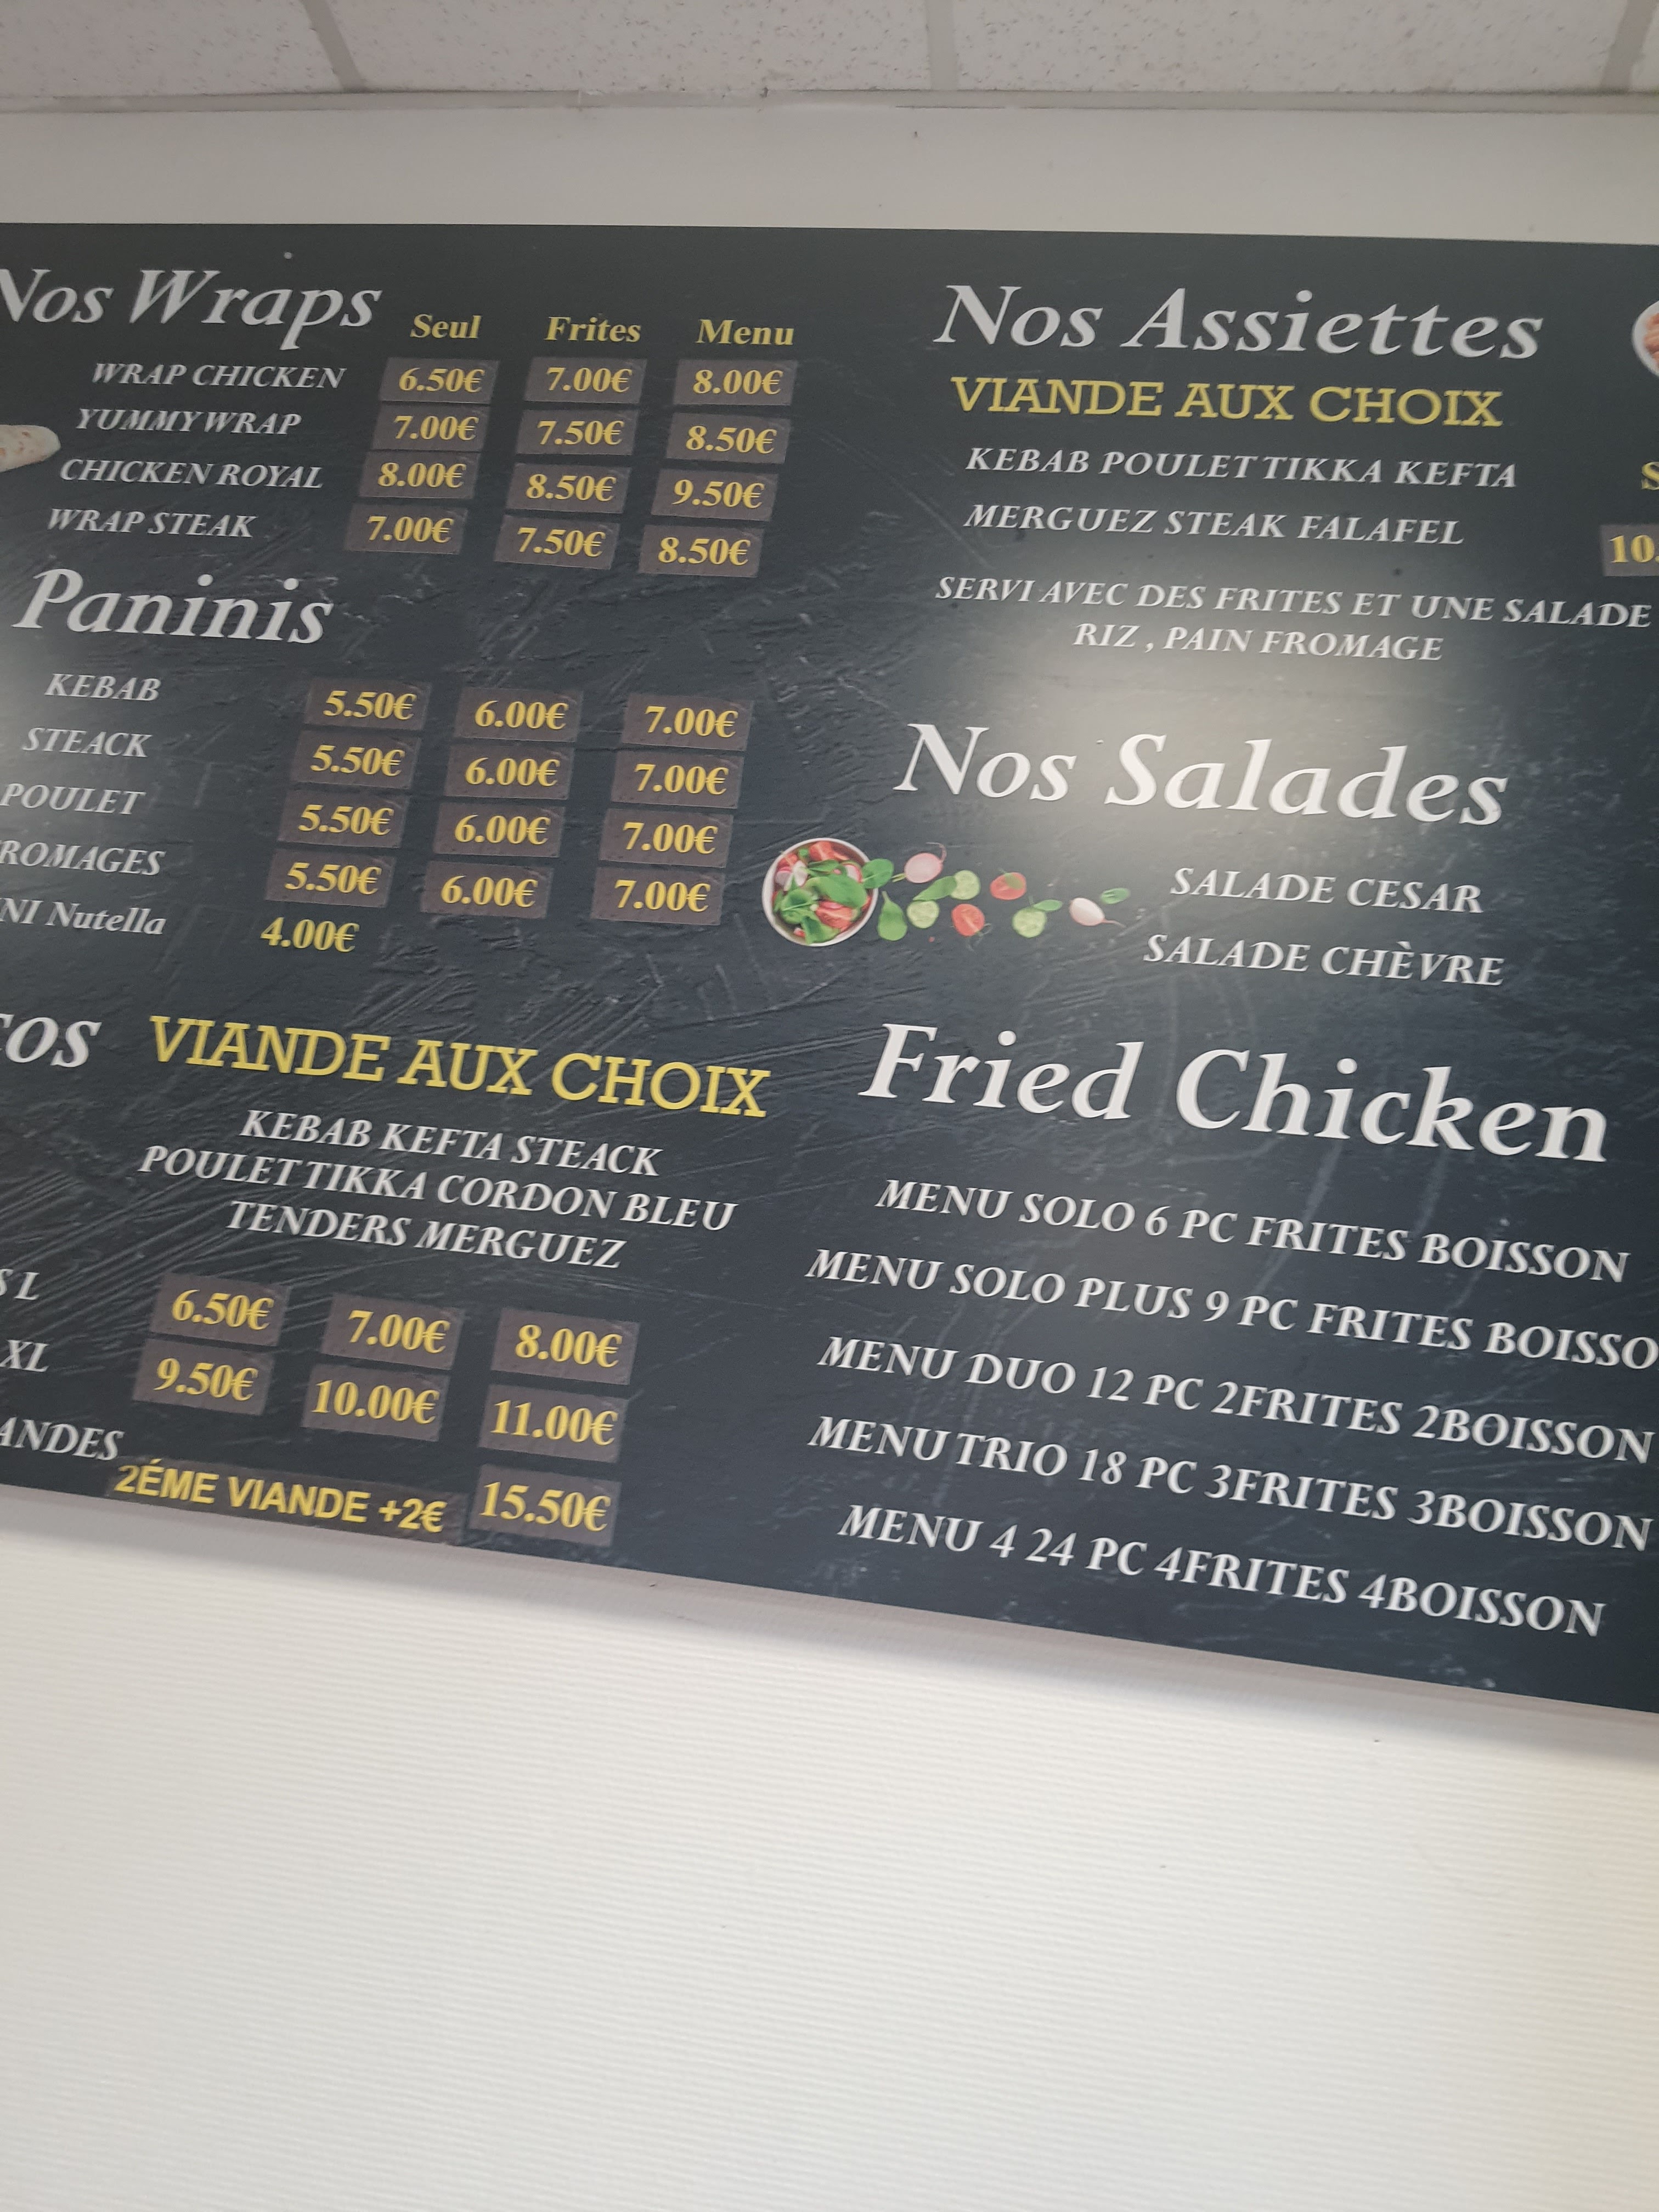 Nos Wraps Seul Frites Menu
WRAP CHICKEN 6.50€ 7.00€ 8.00€
YUMMY WRAP 7.00€ 7.50€ 8.50€
CHICKEN ROYAL 8.00€ 8.50€ 9.50€
WRAP STEAK 7.00€ 7.50€ 8.50€
Paninis
KEBAB 5.50€ 6.00€ 7.00€
STEACK 5.50€ 6.00€ 7.00€
POULET 5.50€ 6.00€ 7.00€
ROMAGES 5.50€ 6.00€ 7.00€
NI Nutella 4.00€
cos VIANDE AUX CHOIX
KEBAB KEFTA STEACK
POULET TIKKA CORDON BLEU
TENDERS MERGUEZ
S L 6.50€ 7.00€ 8.00€
XL 9.50€ 10.00€ 11.00€
ANDES 2ÉME VIANDE +2€ 15.50€
Nos Assiettes
VIANDE AUX CHOIX
KEBAB POULET TIKKA KEFTA
S
MERGUEZ STEAK FALAFEL
10.
SERVI AVEC DES FRITES ET UNE SALADE
RIZ , PAIN FROMAGE
Nos Salades
SALADE CESAR
SALADE CHÈVRE
Fried Chicken
MENU SOLO 6 PC FRITES BOISSON
MENU SOLO PLUS 9 PC FRITES BOISSO
MENU DUO 12 PC 2FRITES 2BOISSON
MENU TRIO 18 PC 3FRITES 3BOISSON
MENU 4 24 PC 4FRITES 4BOISSON